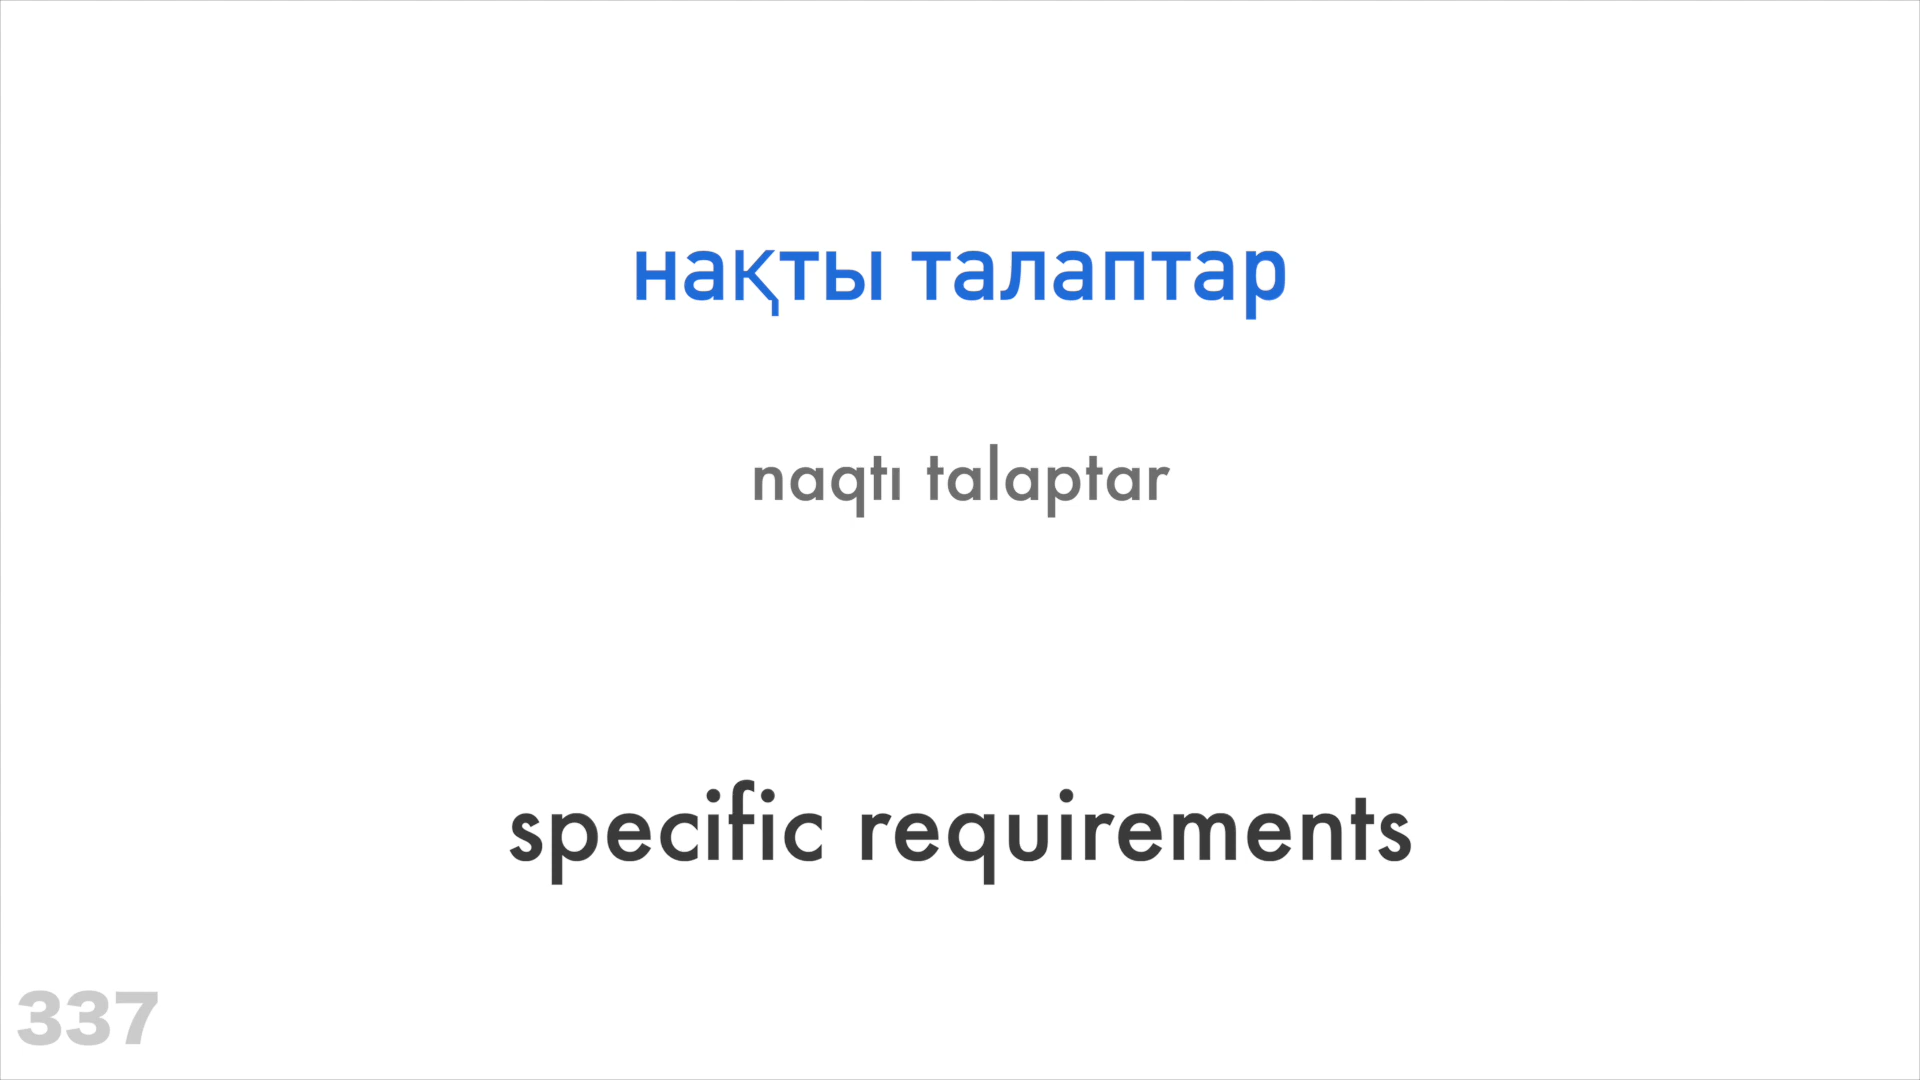 нақты талаптар
naqtı talaptar
specific requirements
337